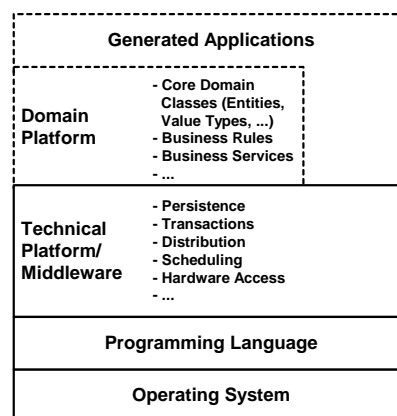 Generated Applications
Domain
Platform
- Core Domain
Classes (Entities,
Value Types, ...)
- Business Rules
- Business Services
- ...
Technical
Platform/
Middleware
- Persistence
- Transactions
- Distribution
- Scheduling
- Hardware Access
- ...
Programming Language
Operating System